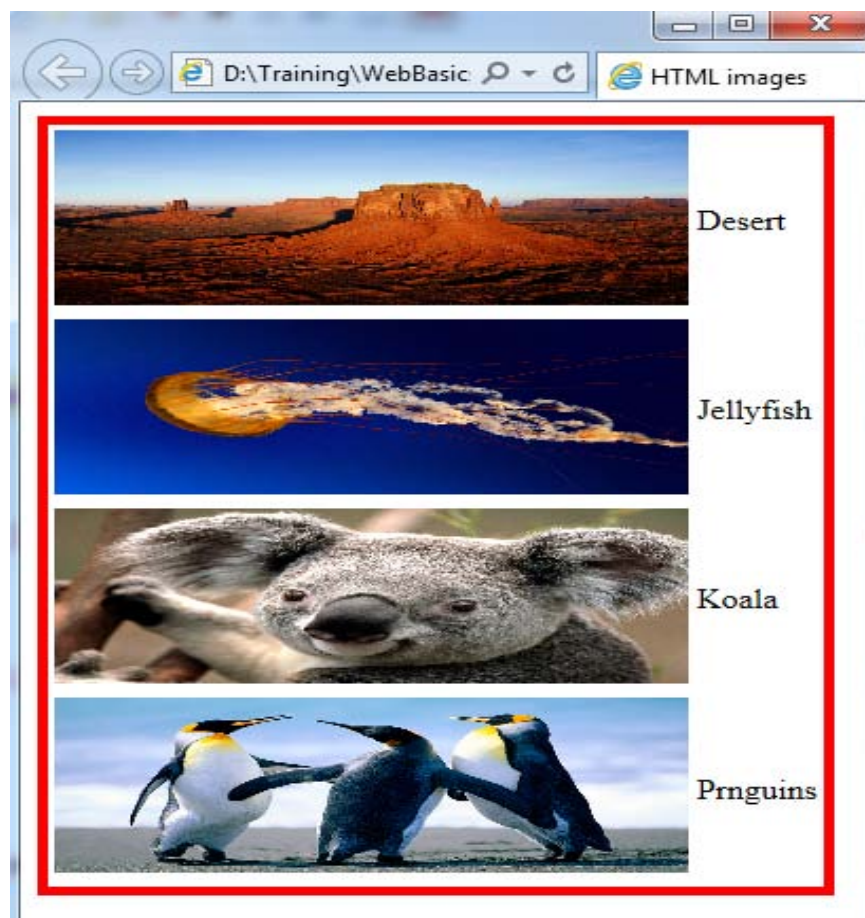 D:\Training\WebBasic
HTML images
Desert
Jellyfish
Koala
Prnguins